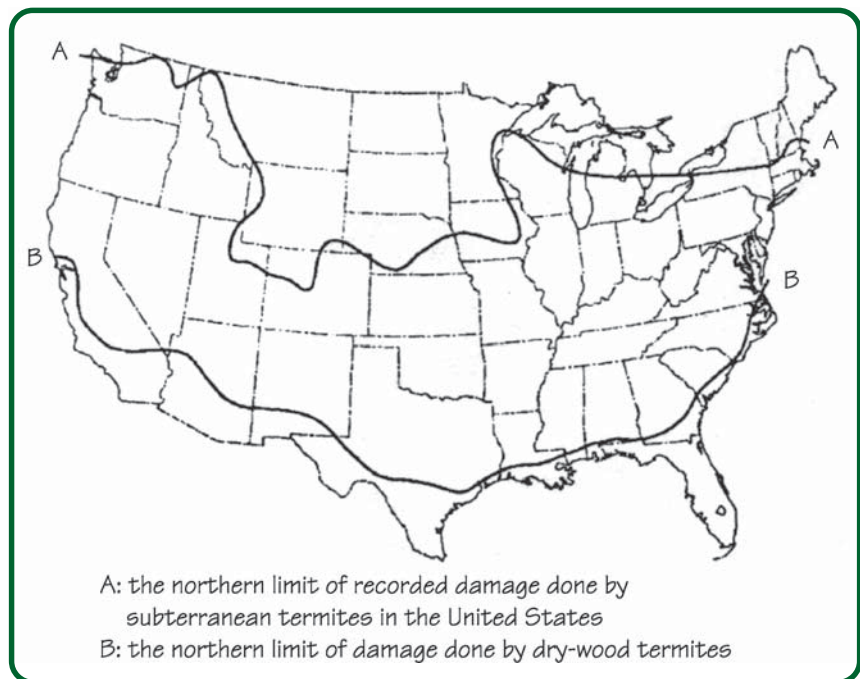 A
A
B
B
A: the northern limit of recorded damage done by
subterranean termites in the United States
B: the northern limit of damage done by dry-wood termites